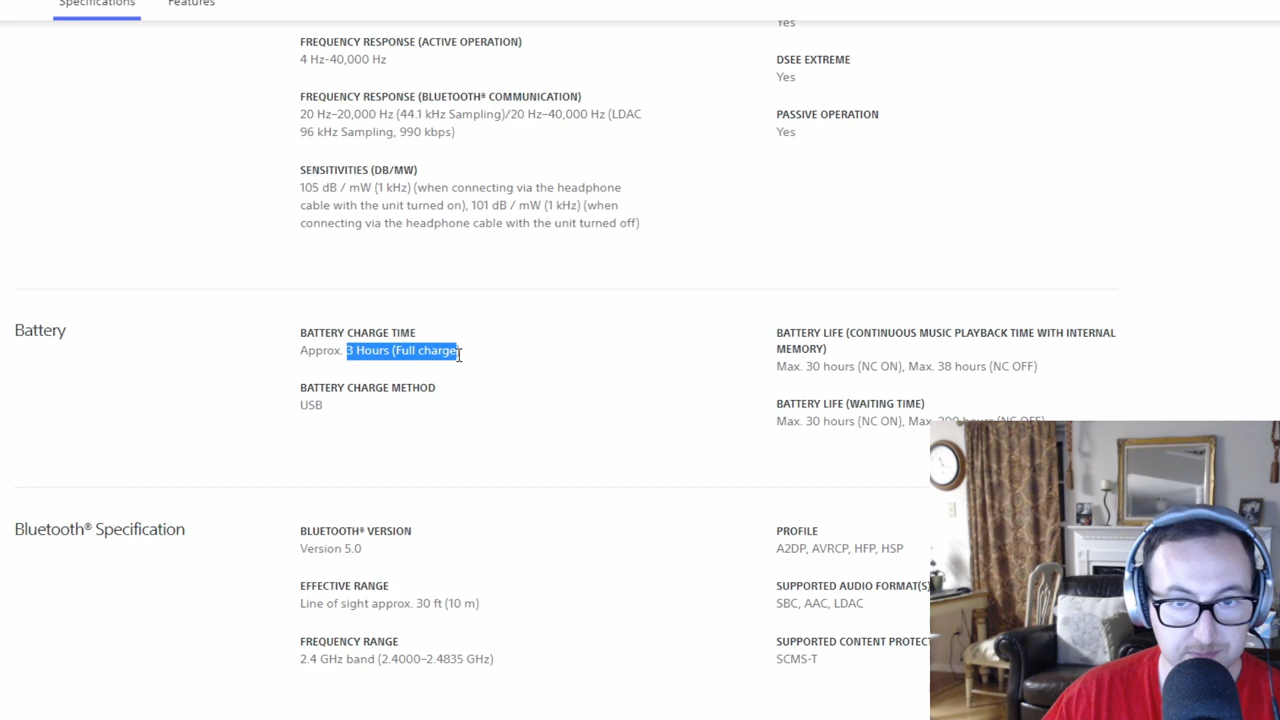 Specifications
Features
FREQUENCY RESPONSE (ACTIVE OPERATION)
4 Hz-40,000 Hz
FREQUENCY RESPONSE (BLUETOOTH® COMMUNICATION)
20 Hz–20,000 Hz (44.1 kHz Sampling)/20 Hz–40,000 Hz (LDAC
96 kHz Sampling, 990 kbps)
SENSITIVITIES (DB/MW)
105 dB / mW (1 kHz) (when connecting via the headphone
cable with the unit turned on), 101 dB / mW (1 kHz) (when
connecting via the headphone cable with the unit turned off)
Yes
DSEE EXTREME
Yes
PASSIVE OPERATION
Yes
Battery
BATTERY CHARGE TIME
Approx. 3 Hours (Full charge)
BATTERY CHARGE METHOD
USB
BATTERY LIFE (CONTINUOUS MUSIC PLAYBACK TIME WITH INTERNAL
MEMORY)
Max. 30 hours (NC ON), Max. 38 hours (NC OFF)
BATTERY LIFE (WAITING TIME)
Max. 30 hours (NC ON), Max. 200 hours (NC OFF)
Bluetooth® Specification
BLUETOOTH® VERSION
Version 5.0
EFFECTIVE RANGE
Line of sight approx. 30 ft (10 m)
FREQUENCY RANGE
2.4 GHz band (2.4000–2.4835 GHz)
PROFILE
A2DP, AVRCP, HFP, HSP
SUPPORTED AUDIO FORMAT(S)
SBC, AAC, LDAC
SUPPORTED CONTENT PROTEC
SCMS-T